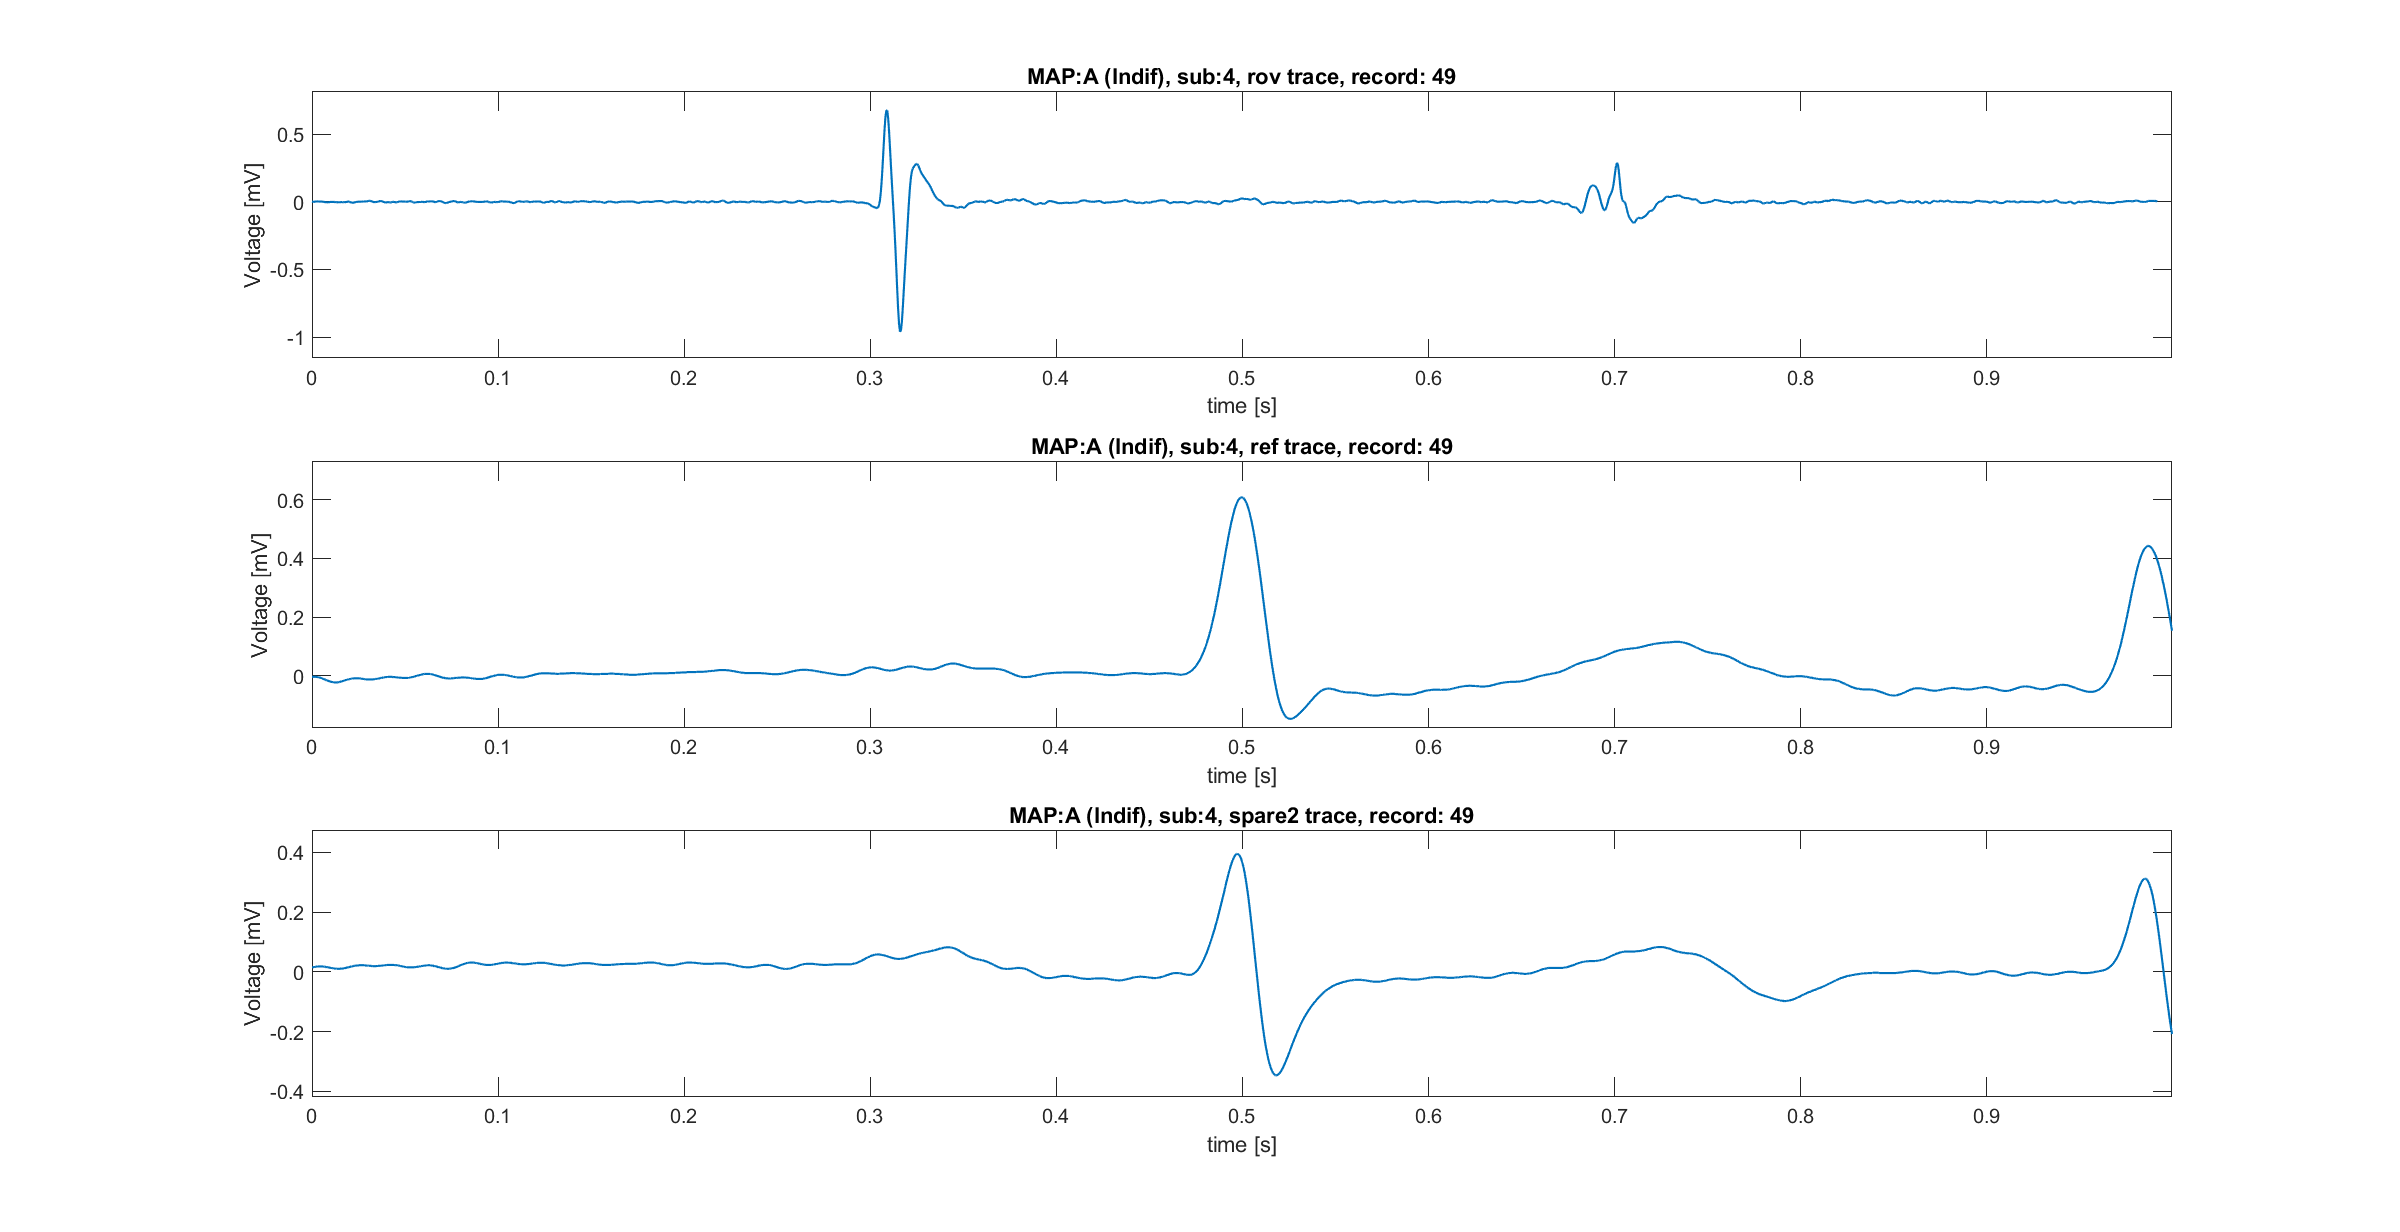 MAP:A (Indif), sub:4, rov trace, record: 49
Voltage [mV]
0.5
0
-0.5
-1
0 0.1 0.2 0.3 0.4 0.5 0.6 0.7 0.8 0.9
time [s]
MAP:A (Indif), sub:4, ref trace, record: 49
Voltage [mV]
0.6
0.4
0.2
0
0 0.1 0.2 0.3 0.4 0.5 0.6 0.7 0.8 0.9
time [s]
MAP:A (Indif), sub:4, spare2 trace, record: 49
Voltage [mV]
0.4
0.2
0
-0.2
-0.4
0 0.1 0.2 0.3 0.4 0.5 0.6 0.7 0.8 0.9
time [s]